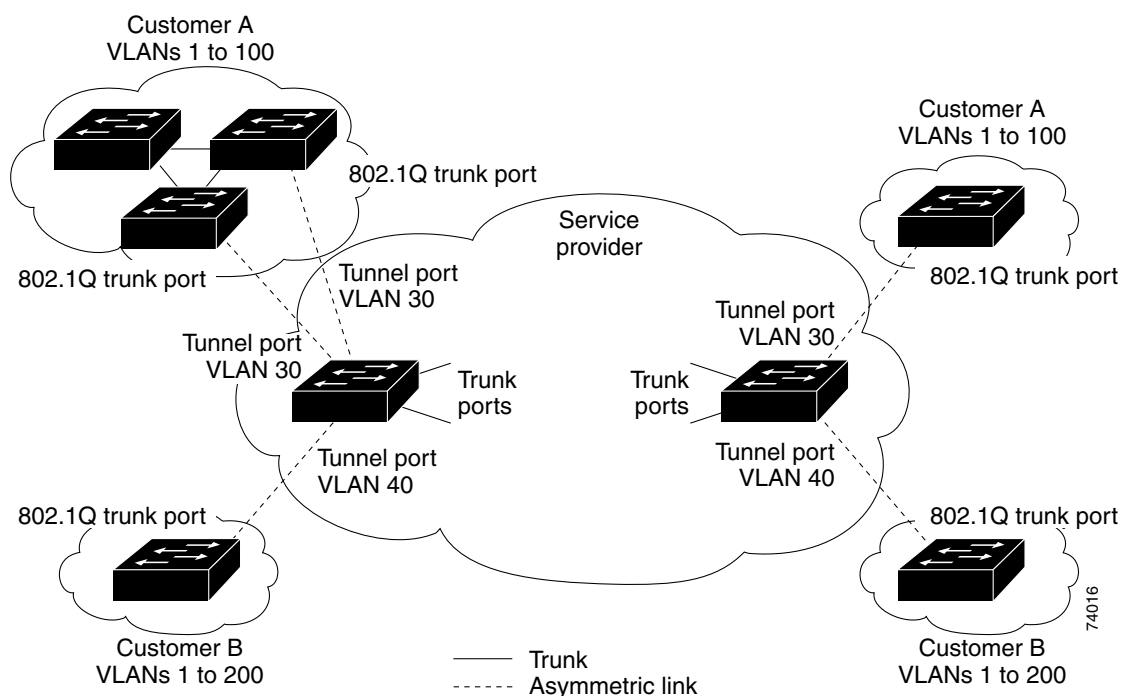 Customer A
VLANs 1 to 100
Customer A
VLANs 1 to 100
802.1Q trunk port
Service
provider
802.1Q trunk port
802.1Q trunk port
Tunnel port
VLAN 30
Tunnel port
VLAN 30
Tunnel port
VLAN 30
Trunk
ports
Trunk
ports
Tunnel port
VLAN 40
Tunnel port
VLAN 40
802.1Q trunk port
802.1Q trunk port
74016
Customer B
VLANs 1 to 200
Trunk
Asymmetric link
Customer B
VLANs 1 to 200